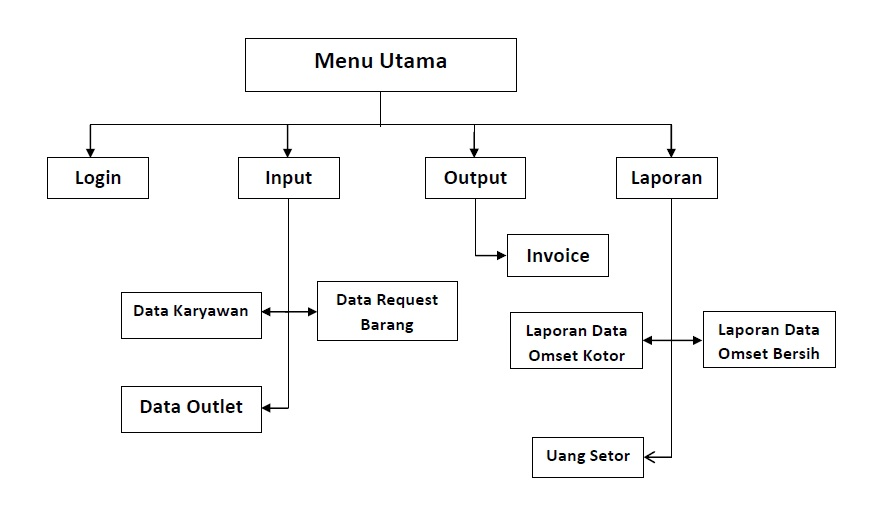 Menu Utama
Login
Input
Output
Laporan
Invoice
Data Karyawan
Data Request
Barang
Laporan Data
Omset Kotor
Laporan Data
Omset Bersih
Data Outlet
Uang Setor